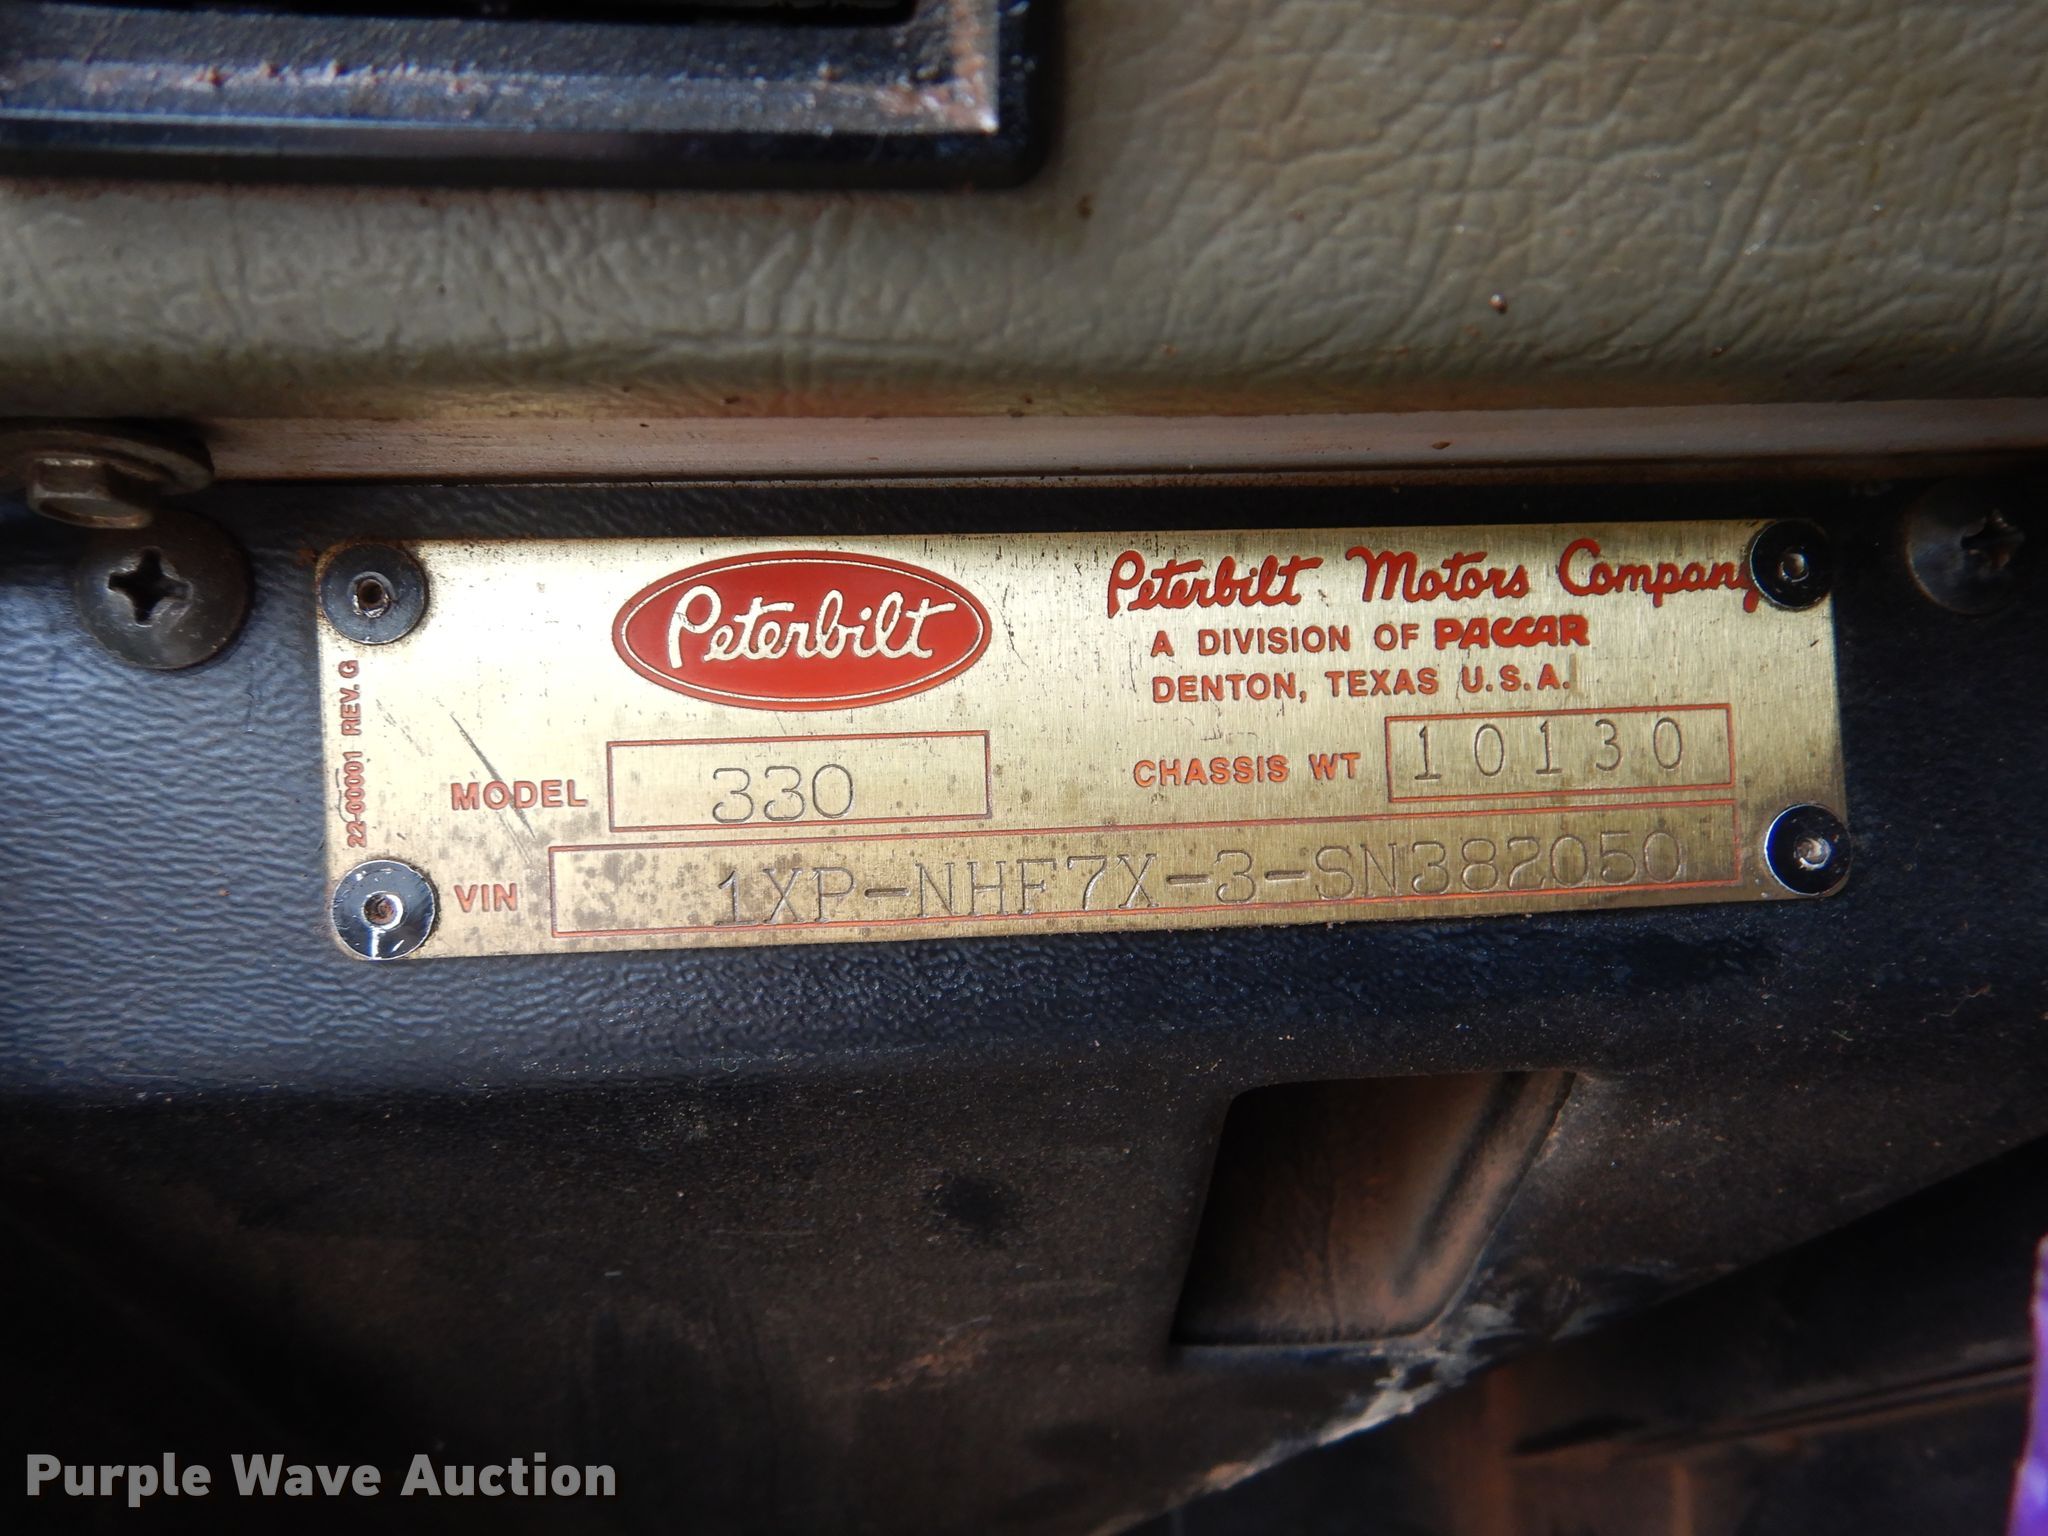 Peterbilt
Peterbilt Motors Company
A DIVISION OF PACCAR
DENTON, TEXAS U.S.A.
22-00001 REV. G
MODEL 330
CHASSIS WT 10130
VIN 1XP-NHF7X-3-SN382050
Purple Wave Auction